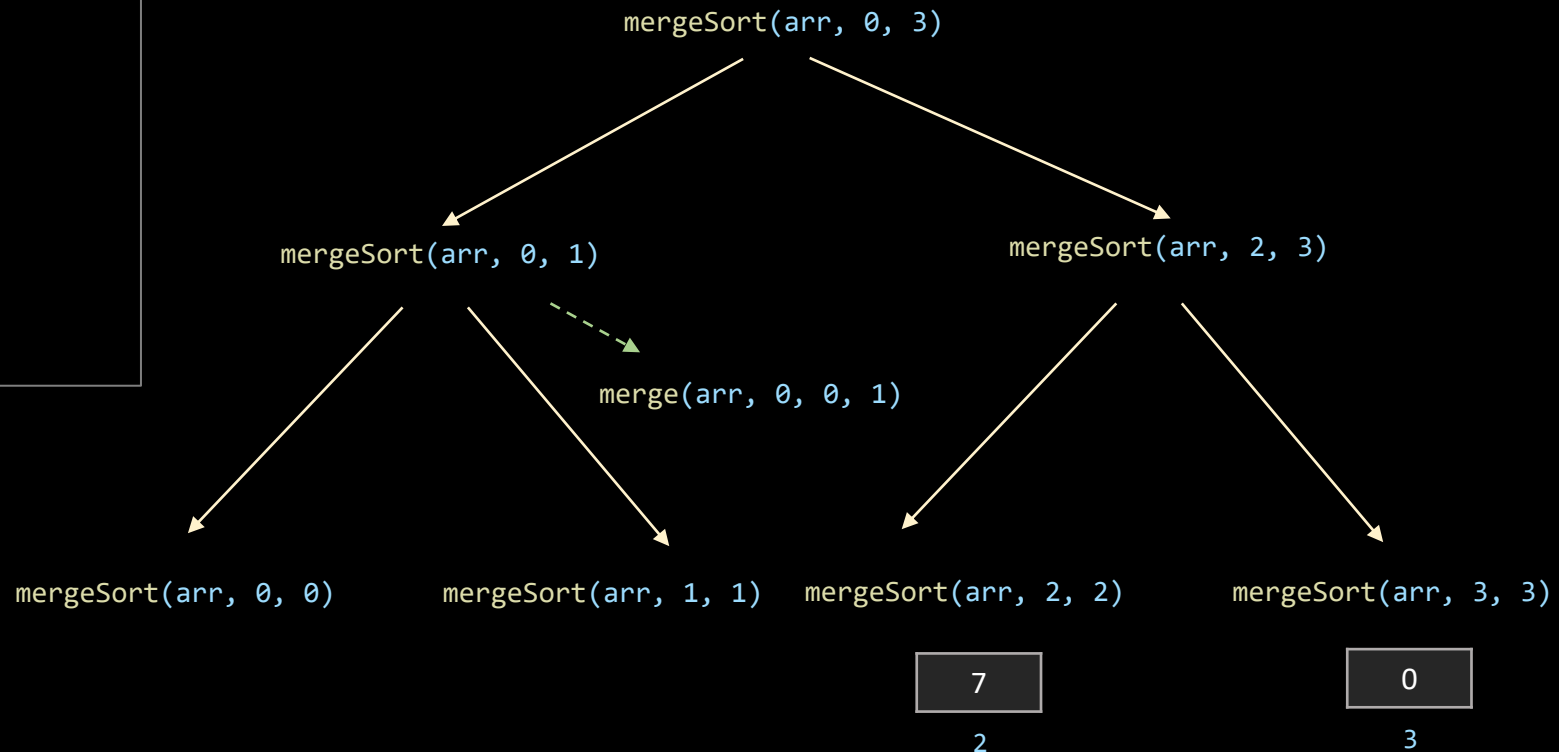 mergeSort(arr, 0, 3)
mergeSort(arr, 0, 1)
mergeSort(arr, 2, 3)
merge(arr, 0, 0, 1)
mergeSort(arr, 0, 0)
mergeSort(arr, 1, 1)
mergeSort(arr, 2, 2)
mergeSort(arr, 3, 3)
7
0
2
3